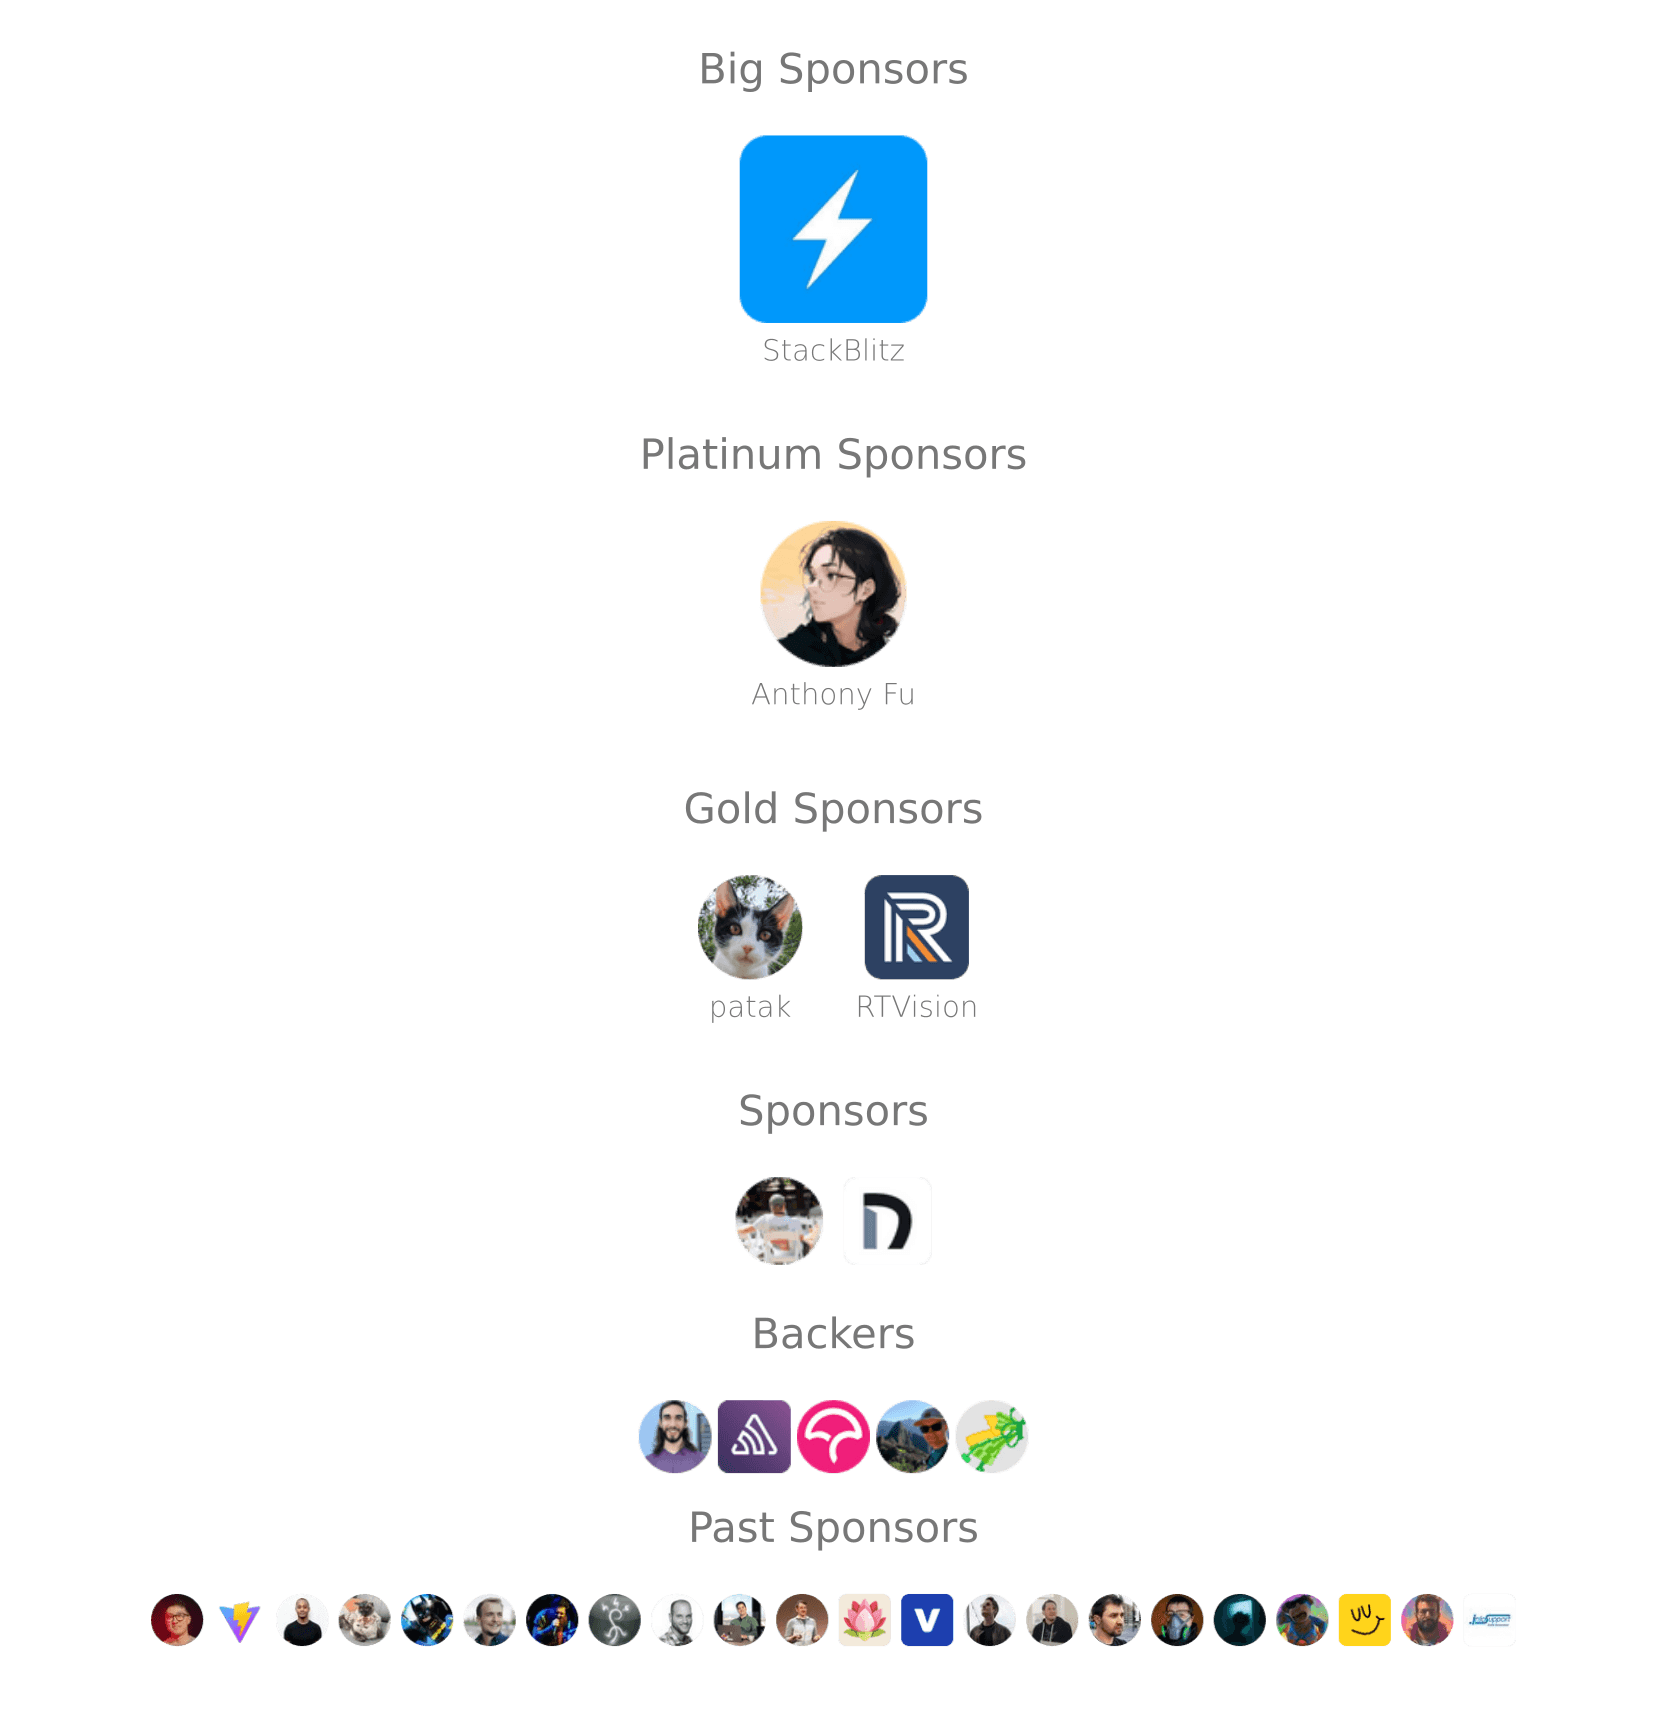 Big Sponsors
StackBlitz
Platinum Sponsors
Anthony Fu
Gold Sponsors
patak RTVision
Sponsors
Backers
Past Sponsors